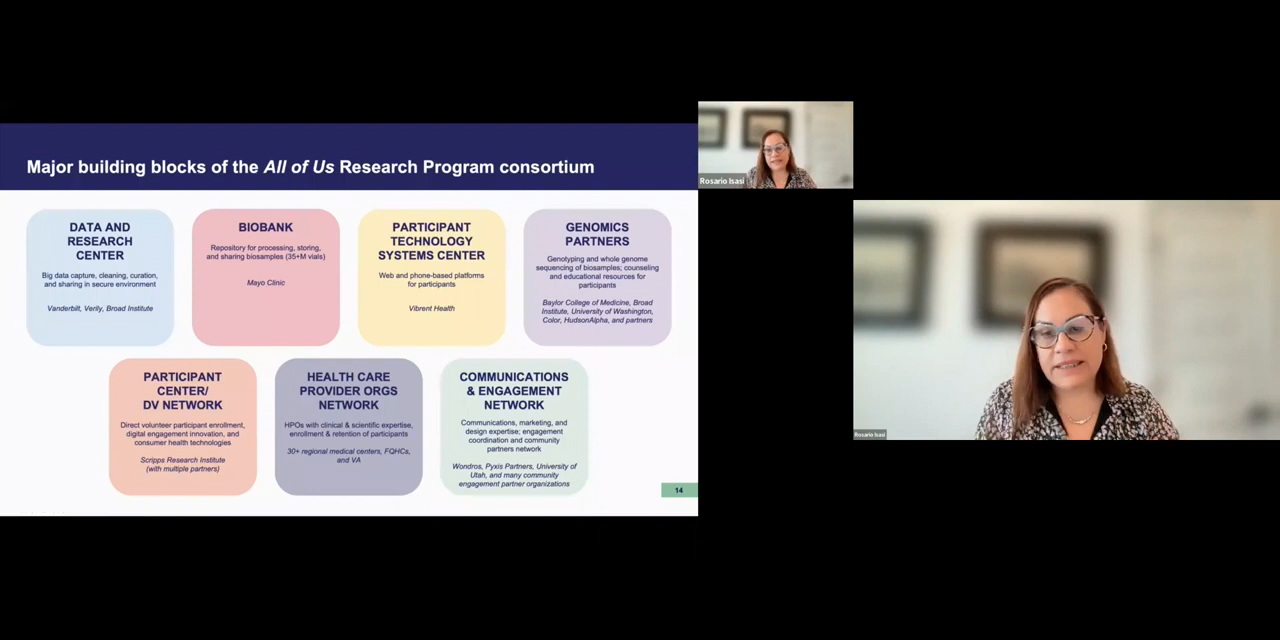 Major building blocks of the All of Us Research Program consortium
DATA AND
RESEARCH
CENTER
Big data capture, cleaning, curation,
and sharing in secure environment
Vanderbilt, Verily, Broad Institute
BIOBANK
Repository for processing, storing,
and sharing biosamples (35+M vials)
Mayo Clinic
PARTICIPANT
TECHNOLOGY
SYSTEMS CENTER
Web and phone-based platforms
for participants
Vibrent Health
GENOMICS
PARTNERS
Genotyping and whole genome
sequencing of biosamples; counseling
and educational resources for
participants
Baylor College of Medicine, Broad
Institute, University of Washington,
Color, HudsonAlpha, and partners
PARTICIPANT
CENTER/
DV NETWORK
Direct volunteer participant enrollment,
digital engagement innovation, and
consumer health technologies
Scripps Research Institute
(with multiple partners)
HEALTH CARE
PROVIDER ORGS
NETWORK
HPOs with clinical & scientific expertise,
enrollment & retention of participants
30+ regional medical centers, FQHCs,
and VA
COMMUNICATIONS
& ENGAGEMENT
NETWORK
Communications, marketing, and
design expertise; engagement
coordination and community
partners network
Wondros, Pyxis Partners, University of
Utah, and many community
engagement partner organizations
14
Rosario Isasi
Rosario Isasi